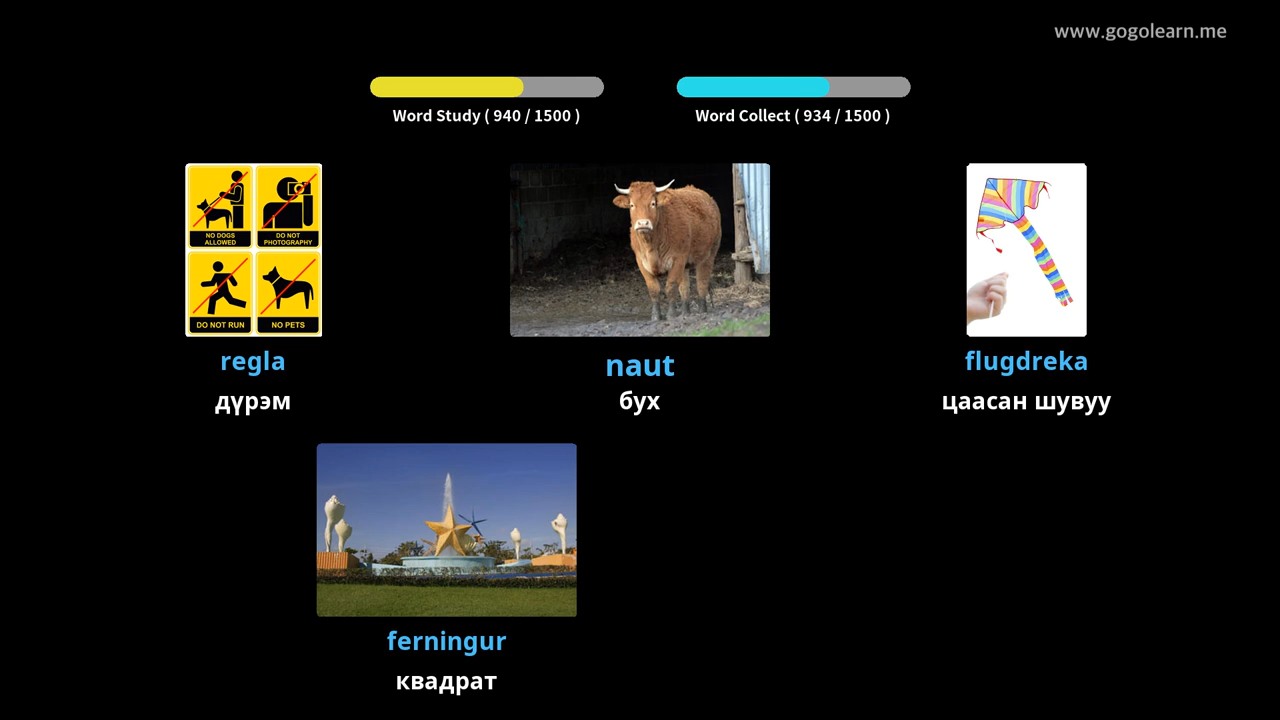 www.gogolearn.me
Word Study ( 940 / 1500 )
Word Collect ( 934 / 1500 )
NO DOGS
ALLOWED
DO NOT
PHOTOGRAPHY
DO NOT RUN
NO PETS
regla
дүрэм
naut
бух
flugdreka
цаасан шувуу
ferningur
квадрат